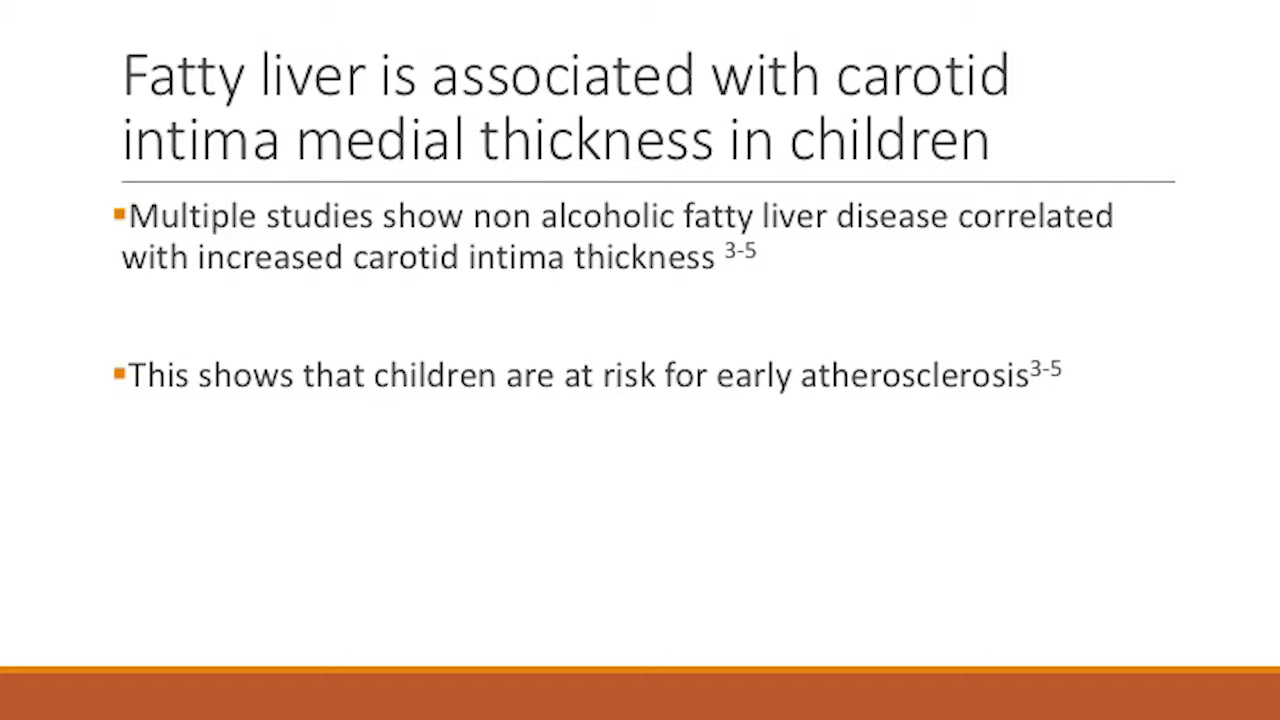 Fatty liver is associated with carotid
intima medial thickness in children
▪Multiple studies show non alcoholic fatty liver disease correlated
with increased carotid intima thickness 3-5
▪This shows that children are at risk for early atherosclerosis3-5